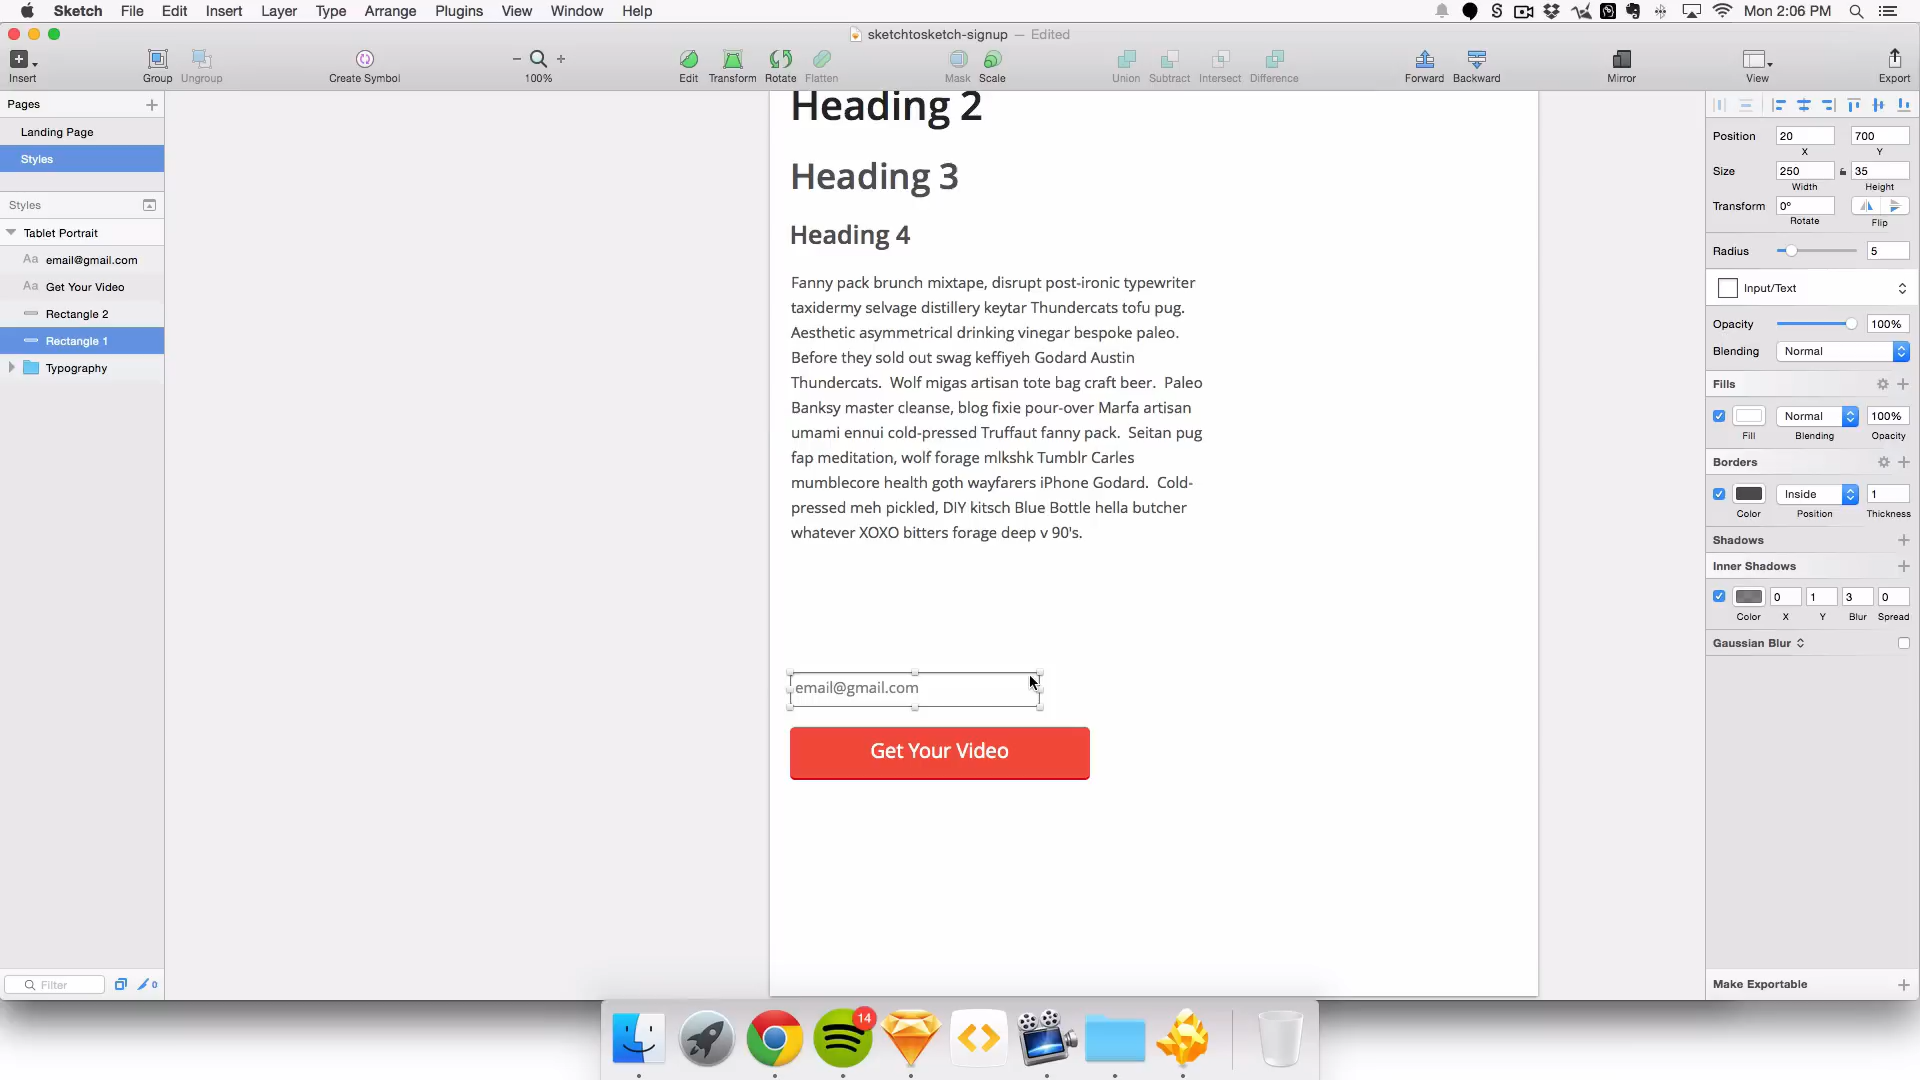 Sketch File Edit Insert Layer Type Arrange Plugins View Window Help Mon 2:06 PM
sketchtosketch-signup — Edited
Insert Group Ungroup Create Symbol 100% Edit Transform Rotate Flatten Mask Scale Union Subtract Intersect Difference Forward Backward Mirror View Export
Pages
Landing Page
Styles
Styles
Tablet Portrait
Aa email@gmail.com
Aa Get Your Video
Rectangle 2
Rectangle 1
Typography
Filter
0
Heading 2
Heading 3
Heading 4
Fanny pack brunch mixtape, disrupt post-ironic typewriter
taxidermy selvage distillery keytar Thundercats tofu pug.
Aesthetic asymmetrical drinking vinegar bespoke paleo.
Before they sold out swag keffiyeh Godard Austin
Thundercats.  Wolf migas artisan tote bag craft beer.  Paleo
Banksy master cleanse, blog fixie pour-over Marfa artisan
umami ennui cold-pressed Truffaut fanny pack.  Seitan pug
fap meditation, wolf forage mlkshk Tumblr Carles
mumblecore health goth wayfarers iPhone Godard.  Cold-
pressed meh pickled, DIY kitsch Blue Bottle hella butcher
whatever XOXO bitters forage deep v 90's.
email@gmail.com
Get Your Video
Position 20 700
X Y
Size 250 35
Width Height
Transform 0°
Rotate Flip
Radius 5
Input/Text
Opacity 100%
Blending Normal
Fills
Normal 100%
Fill Blending Opacity
Borders
Inside 1
Color Position Thickness
Shadows
Inner Shadows
0 1 3 0
Color X Y Blur Spread
Gaussian Blur
Make Exportable
14